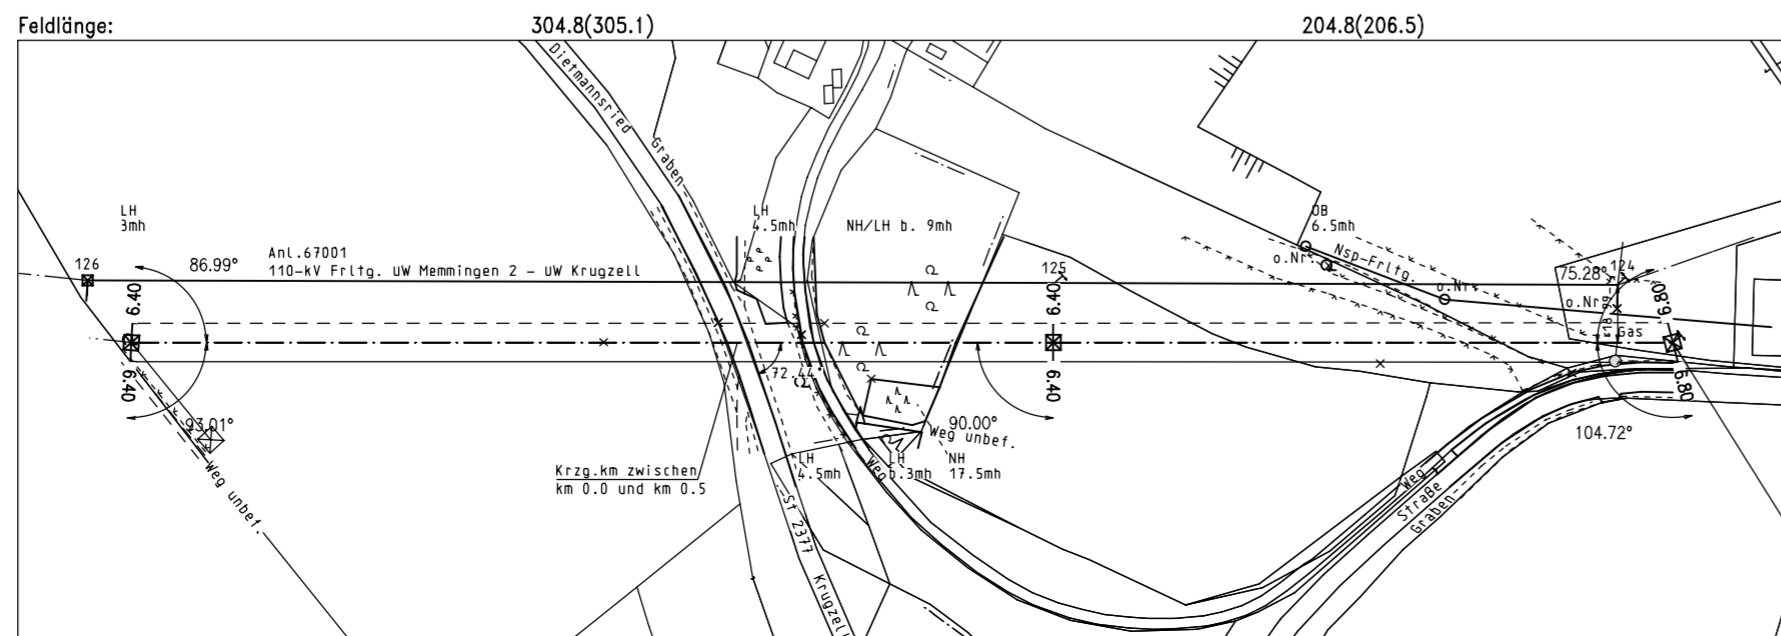 Feldlänge:
304.8(305.1)
204.8(206.5)
Dietmannsried
Graben
LH
3mh
LH
4.5mh
NH/LH b. 9mh
OB
6.5mh
126
86.99°
Anl.67001
110-kV Frltg. UW Memmingen 2 - UW Krugzell
125
o.Nr.
Nsp-Frltg.
o.Nr.
o.Nr.
75.28°
124
6.40
6.40
6.80
Gas
72.44°
6.40
6.40
6.80
93.01°
90.00°
104.72°
Weg unbef.
Weg unbef.
Krzg.km zwischen
km 0.0 und km 0.5
LH
4.5mh
Weg
LH
b.3mh
NH
17.5mh
St 2377
Krugzell
Weg
Straße
Graben